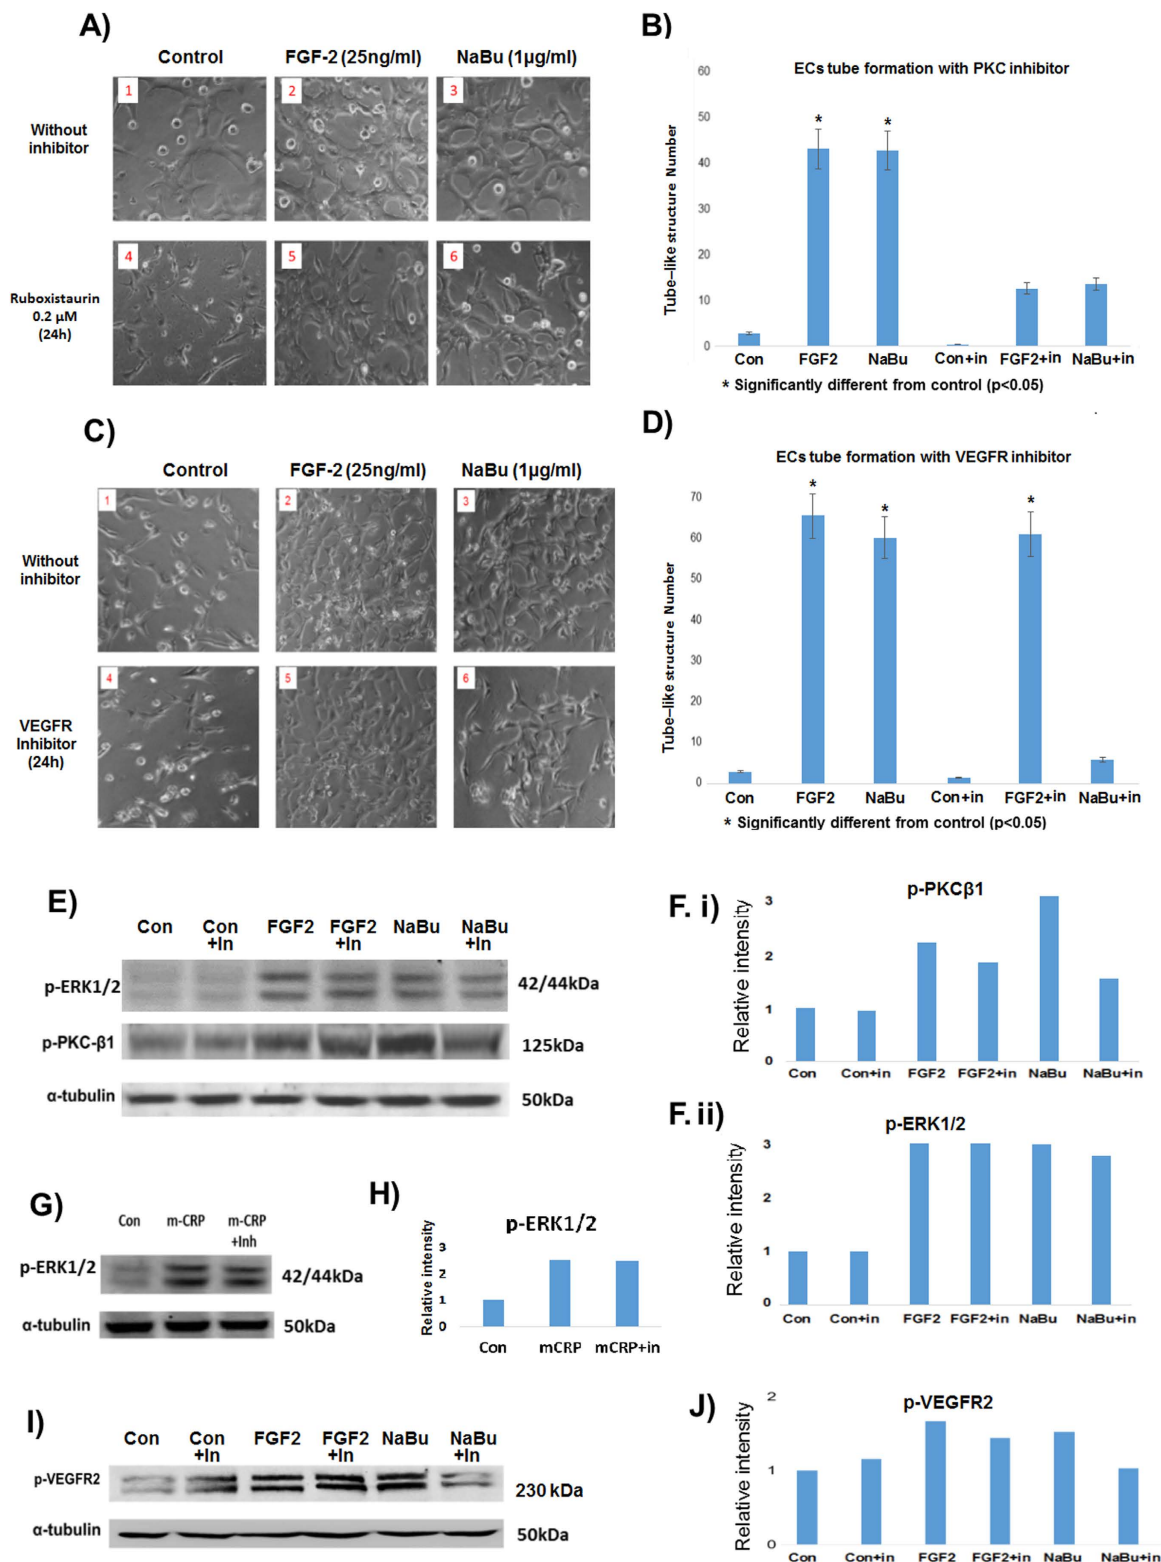 A)
Control
FGF-2 (25ng/ml)
NaBu (1µg/ml)
Without
inhibitor
1
2
3
Ruboxistaurin
0.2 µM
(24h)
4
5
6
B)
ECs tube formation with PKC inhibitor
Tube–like structure Number
60
50
40
30
20
10
0
*
*
Con
FGF2
NaBu
Con+in
FGF2+in
NaBu+in
* Significantly different from control (p<0.05)
C)
Control
FGF-2 (25ng/ml)
NaBu (1µg/ml)
Without
inhibitor
1
2
3
VEGFR
Inhibitor
(24h)
4
5
6
D)
ECs tube formation with VEGFR inhibitor
Tube–like structure Number
70
60
50
40
30
20
10
0
*
*
*
Con
FGF2
NaBu
Con+in
FGF2+in
NaBu+in
* Significantly different from control (p<0.05)
E)
Con
Con
+In
FGF2
FGF2
+In
NaBu
NaBu
+In
p-ERK1/2
42/44kDa
p-PKC-β1
125kDa
α-tubulin
50kDa
F. i)
p-PKCβ1
Relative intensity
3
2
1
0
Con
Con+in
FGF2
FGF2+in
NaBu
NaBu+in
F. ii)
p-ERK1/2
Relative intensity
3
2
1
0
Con
Con+in
FGF2
FGF2+in
NaBu
NaBu+in
G)
Con
m-CRP
m-CRP
+Inh
p-ERK1/2
42/44kDa
α-tubulin
50kDa
H)
p-ERK1/2
Relative intensity
3
2
1
0
Con
mCRP
mCRP+in
I)
Con
Con
+In
FGF2
FGF2
+In
NaBu
NaBu
+In
p-VEGFR2
230 kDa
α-tubulin
50kDa
J)
p-VEGFR2
Relative intensity
2
1
0
Con
Con+in
FGF2
FGF2+in
NaBu
NaBu+in